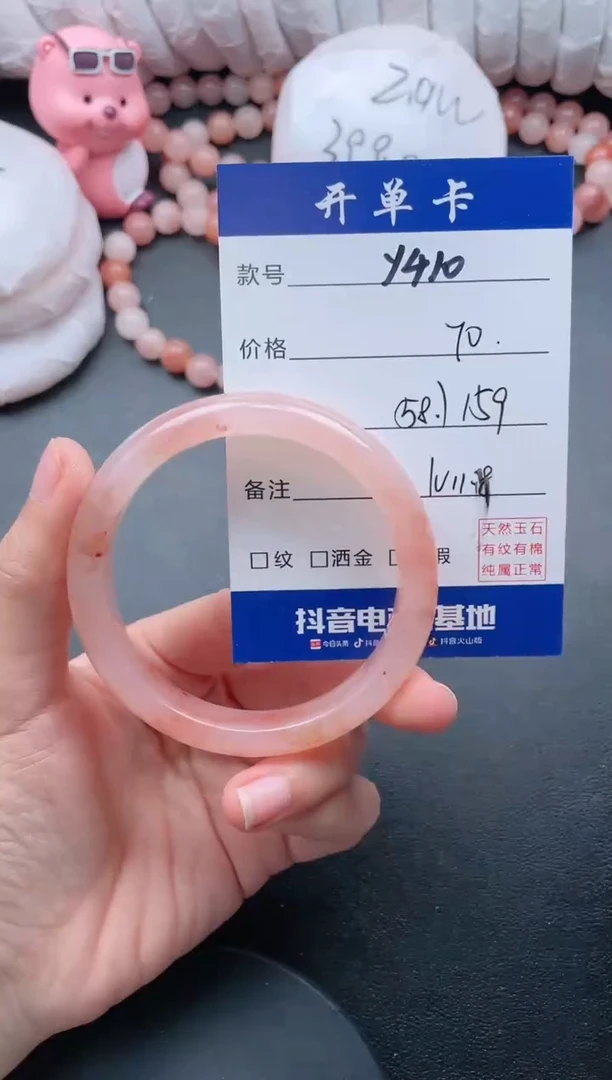 开单卡
款号 Y410
价格 70.
(58.) 159
备注
天然玉石
有纹有棉
纯属正常
□纹 □洒金
抖音电 基地
今日头条 抖音 抖音火山版